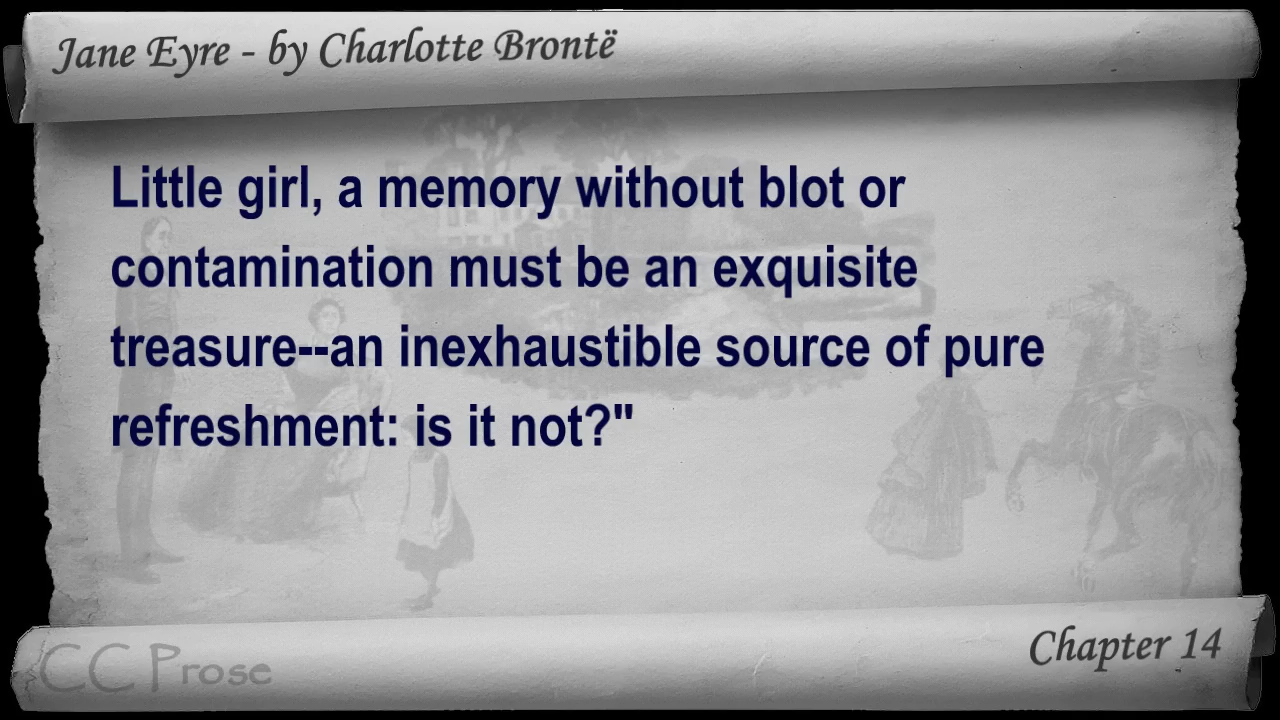 Jane Eyre - by Charlotte Brontë
Little girl, a memory without blot or
contamination must be an exquisite
treasure--an inexhaustible source of pure
refreshment: is it not?"
Chapter 14
CC Prose